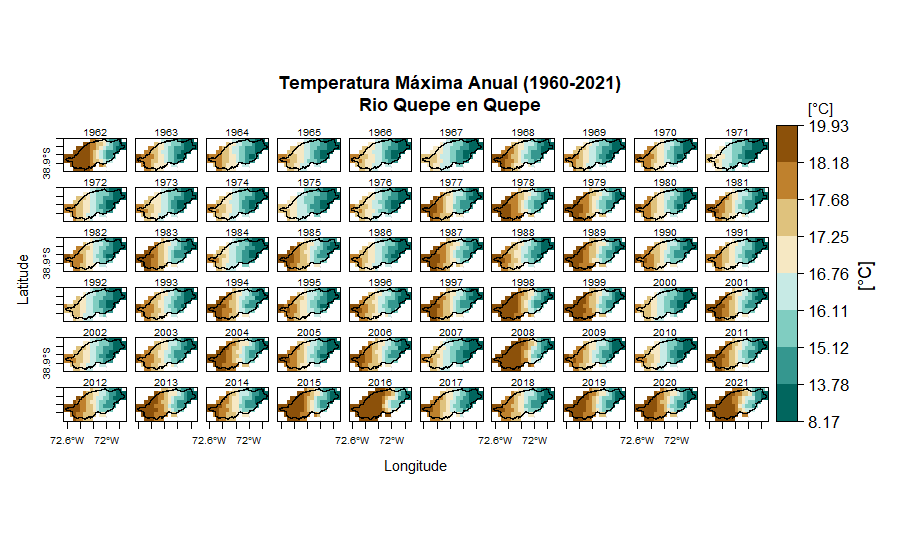 Temperatura Máxima Anual (1960-2021)
Rio Quepe en Quepe
[°C]
1962 1963 1964 1965 1966 1967 1968 1969 1970 1971
1972 1973 1974 1975 1976 1977 1978 1979 1980 1981
1982 1983 1984 1985 1986 1987 1988 1989 1990 1991
1992 1993 1994 1995 1996 1997 1998 1999 2000 2001
2002 2003 2004 2005 2006 2007 2008 2009 2010 2011
2012 2013 2014 2015 2016 2017 2018 2019 2020 2021
38.9°S
38.9°S
38.9°S
Latitude
72.6°W 72°W 72.6°W 72°W 72.6°W 72°W 72.6°W 72°W 72.6°W 72°W
Longitude
19.93
18.18
17.68
17.25
16.76
16.11
15.12
13.78
8.17
[°C]